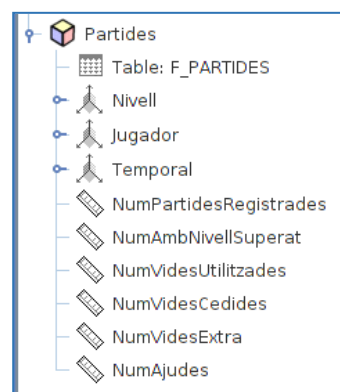 Partides
Table: F_PARTIDES
Nivell
Jugador
Temporal
NumPartidesRegistrades
NumAmbNivellSuperat
NumVidesUtilitzades
NumVidesCedides
NumVidesExtra
NumAjudes